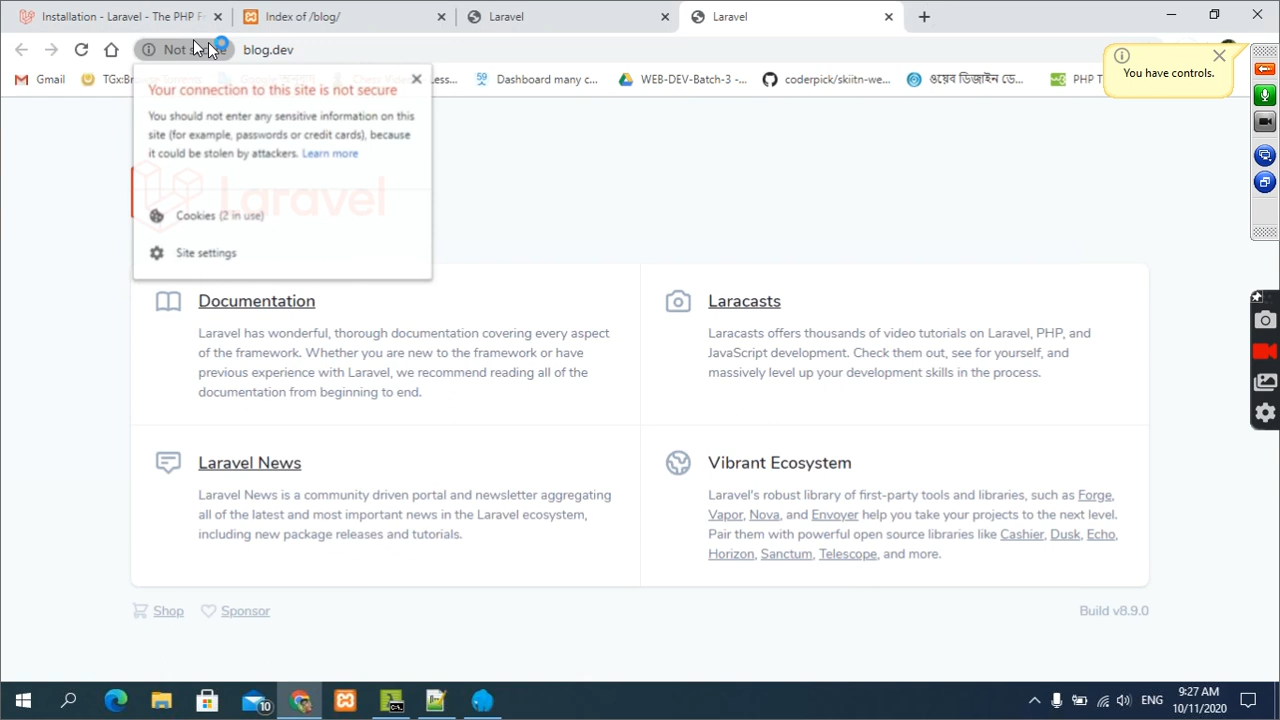 Installation - Laravel - The PHP Fr
Index of /blog/
Laravel
Laravel
blog.dev
Gmail
Dashboard many c...
WEB-DEV-Batch-3 -...
coderpick/skiitn-we...
ওয়েব ডিজাইন ডে...
PHP T
You have controls.
Your connection to this site is not secure
You should not enter any sensitive information on this
site (for example, passwords or credit cards), because
it could be stolen by attackers. Learn more
Laravel
Cookies (2 in use)
Site settings
Documentation
Laravel has wonderful, thorough documentation covering every aspect
of the framework. Whether you are new to the framework or have
previous experience with Laravel, we recommend reading all of the
documentation from beginning to end.
Laracasts
Laracasts offers thousands of video tutorials on Laravel, PHP, and
JavaScript development. Check them out, see for yourself, and
massively level up your development skills in the process.
Laravel News
Laravel News is a community driven portal and newsletter aggregating
all of the latest and most important news in the Laravel ecosystem,
including new package releases and tutorials.
Vibrant Ecosystem
Laravel's robust library of first-party tools and libraries, such as Forge,
Vapor, Nova, and Envoyer help you take your projects to the next level.
Pair them with powerful open source libraries like Cashier, Dusk, Echo,
Horizon, Sanctum, Telescope, and more.
Shop
Sponsor
Build v8.9.0
10
ENG
9:27 AM
10/11/2020